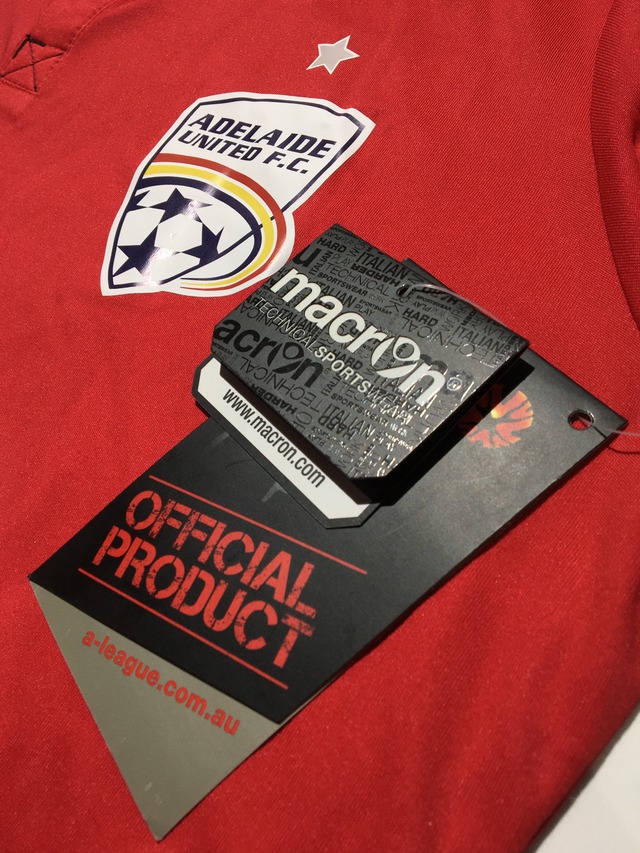 ADELAIDE
UNITED F.C.
macron
TECHNICAL SPORTSWEAR
www.macron.com
OFFICIAL
PRODUCT
a-league.com.au